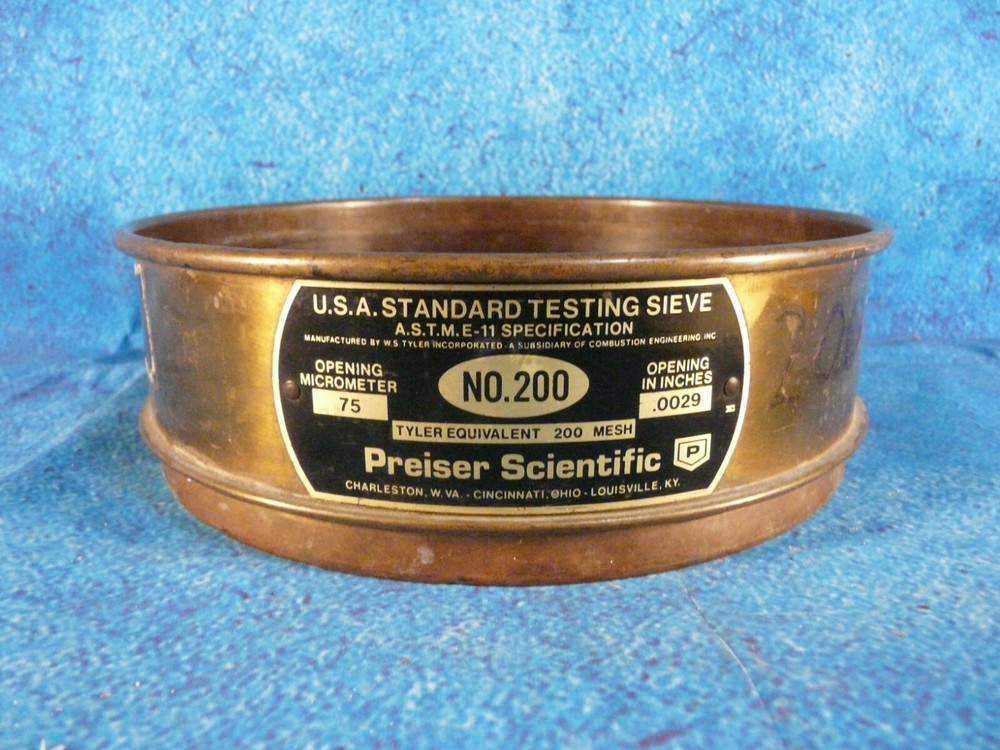 U.S.A. STANDARD TESTING SIEVE
A.S.T.M. E-11 SPECIFICATION
MANUFACTURED BY W.S. TYLER INCORPORATED - A SUBSIDIARY OF COMBUSTION ENGINEERING, INC.
OPENING
MICROMETER
75
NO. 200
OPENING
IN INCHES
.0029
TYLER EQUIVALENT 200 MESH
Preiser Scientific P
CHARLESTON, W. VA. - CINCINNATI, OHIO - LOUISVILLE, KY.